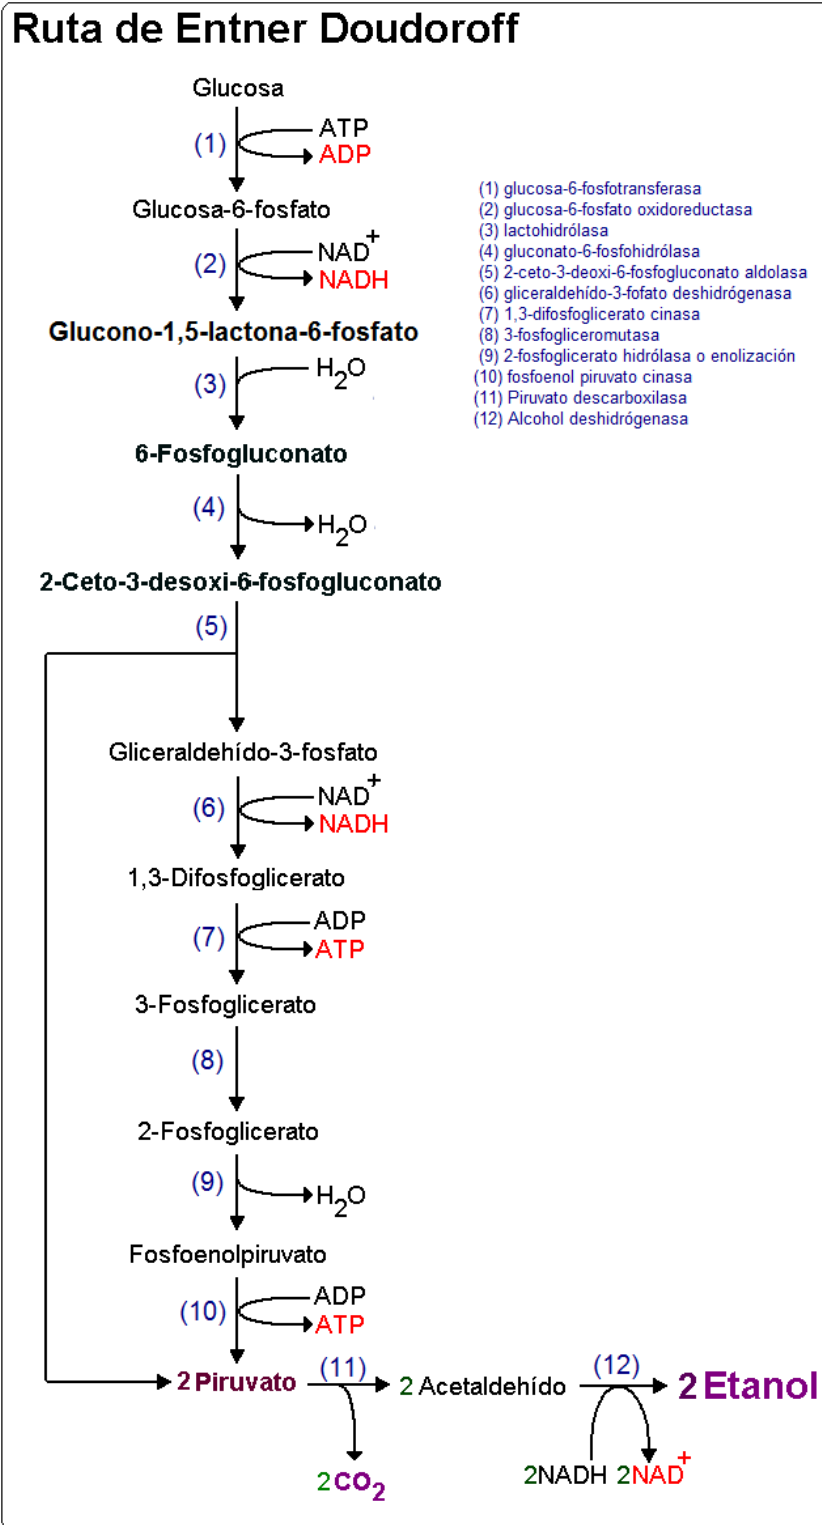 Ruta de Entner Doudoroff
Glucosa
(1)
ATP
ADP
Glucosa-6-fosfato
(2)
NAD+
NADH
Glucono-1,5-lactona-6-fosfato
(3)
H2O
6-Fosfogluconato
(4)
H2O
2-Ceto-3-desoxi-6-fosfogluconato
(5)
Gliceraldehído-3-fosfato
(6)
NAD+
NADH
1,3-Difosfoglicerato
(7)
ADP
ATP
3-Fosfoglicerato
(8)
2-Fosfoglicerato
(9)
H2O
Fosfoenolpiruvato
(10)
ADP
ATP
2 Piruvato
(11)
2 Acetaldehído
(12)
2 Etanol
2CO2
2NADH 2NAD+
(1) glucosa-6-fosfotransferasa
(2) glucosa-6-fosfato oxidoreductasa
(3) lactohidrólasa
(4) gluconato-6-fosfohidrólasa
(5) 2-ceto-3-deoxi-6-fosfogluconato aldolasa
(6) gliceraldehído-3-fofato deshidrógenasa
(7) 1,3-difosfoglicerato cinasa
(8) 3-fosfogliceromutasa
(9) 2-fosfoglicerato hidrólasa o enolización
(10) fosfoenol piruvato cinasa
(11) Piruvato descarboxilasa
(12) Alcohol deshidrógenasa